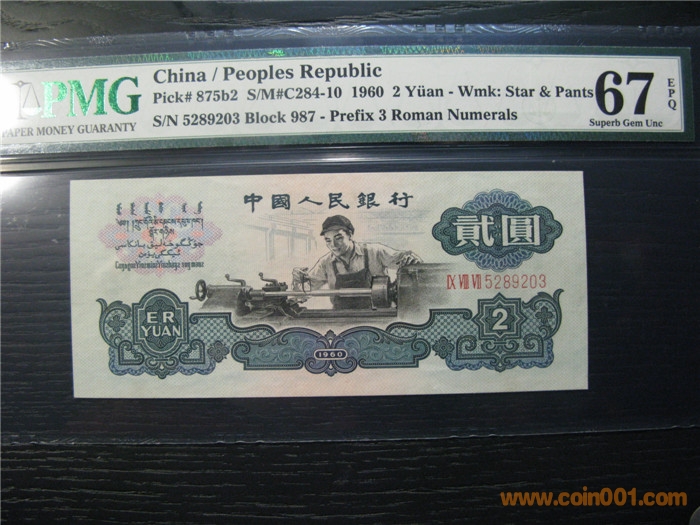 PMG
PAPER MONEY GUARANTY
China / Peoples Republic
Pick# 875b2 S/M#C284-10 1960 2 Yüan - Wmk: Star & Pants
S/N 5289203 Block 987 - Prefix 3 Roman Numerals
67
EPQ
Superb Gem Unc
中國人民銀行
貳圓
IX VIII VII 5289203
ER
YUAN
1960
2
www.coin001.com